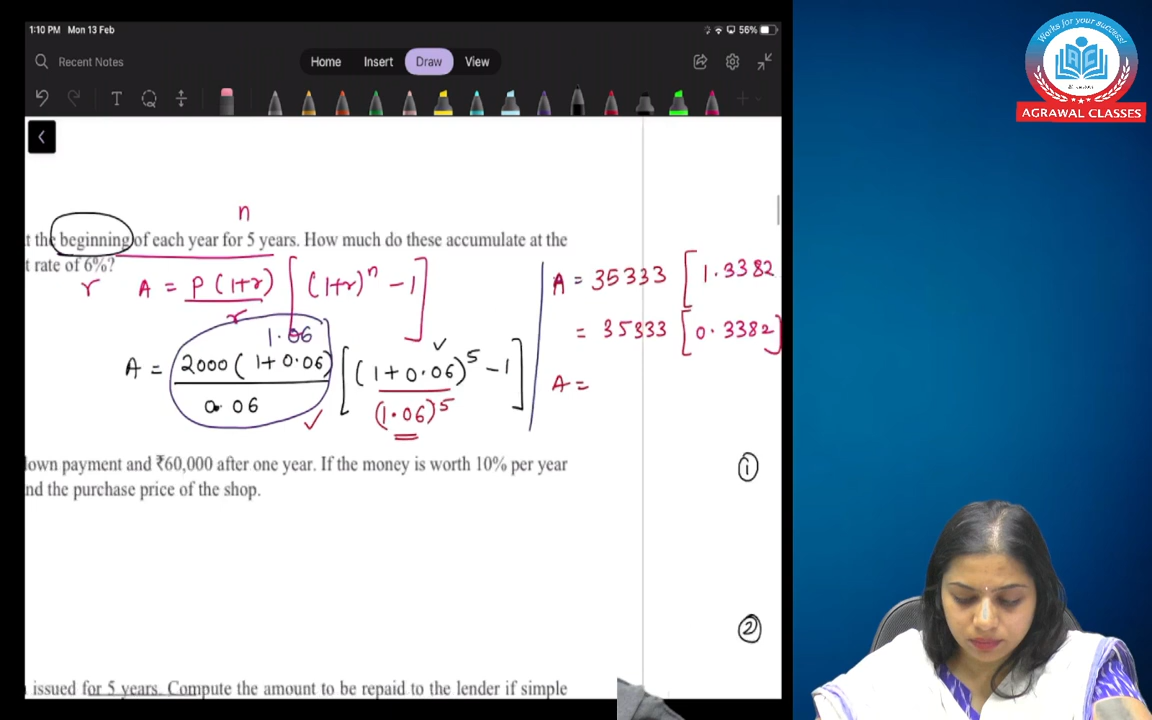 1:10 PM Mon 13 Feb
56%
Recent Notes
Home Insert Draw View
Works for your success!
AC
AGRAWAL CLASSES
n
t the beginning of each year for 5 years. How much do these accumulate at the
t rate of 6%?
r A = P(1+r)/r [(1+r)^n -1]
1.06
A = 2000(1+0.06)/0.06 [(1+0.06)^5 -1]
(1.06)^5
A = 35333 [1.3382
= 35333 [0.3382]
A =
lown payment and ₹60,000 after one year. If the money is worth 10% per year
nd the purchase price of the shop.
①
②
issued for 5 years. Compute the amount to be repaid to the lender if simple